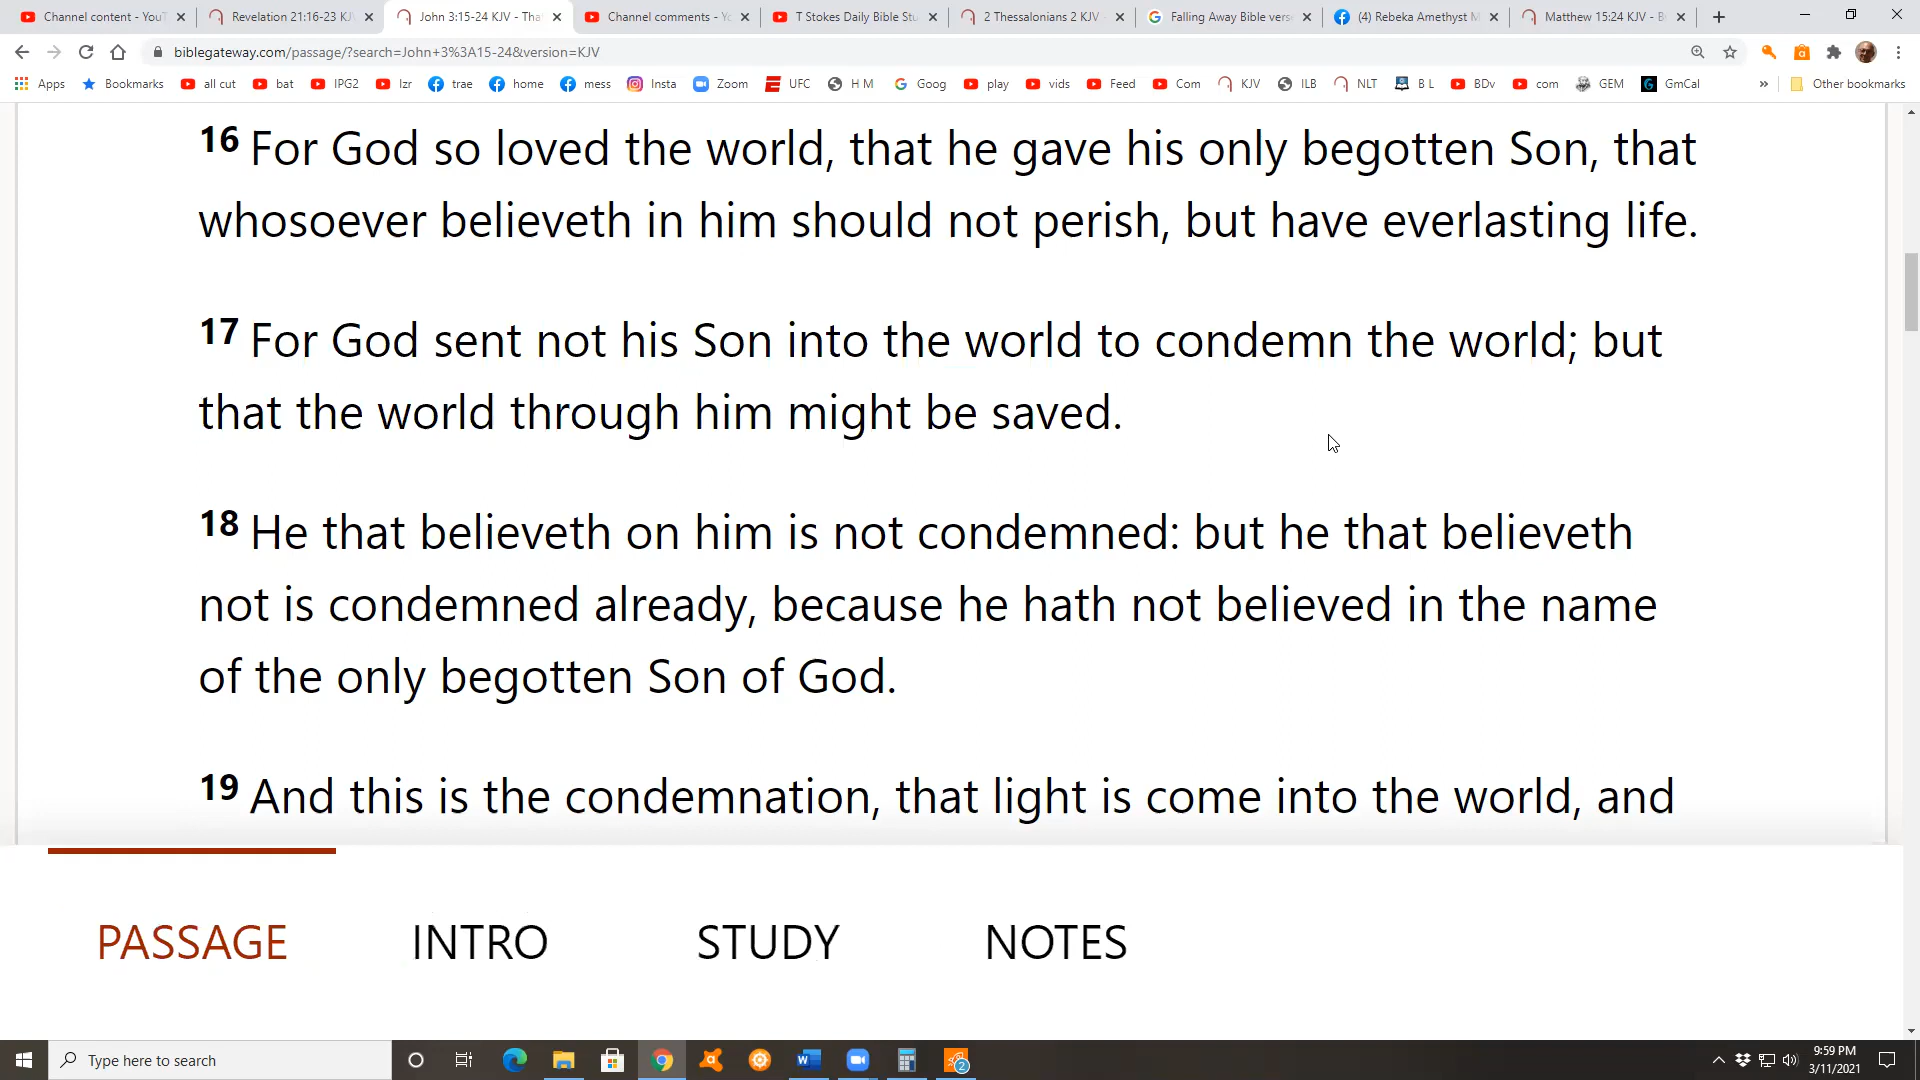 Channel content - YouT
Revelation 21:16-23 KJV
John 3:15-24 KJV - Tha
Channel comments - Yo
T Stokes Daily Bible Stu
2 Thessalonians 2 KJV -
Falling Away Bible vers
(4) Rebeka Amethyst M
Matthew 15:24 KJV - B
biblegateway.com/passage/?search=John+3%3A15-24&version=KJV
Apps Bookmarks all cut bat IPG2 lzr trae home mess Insta Zoom UFC H M Goog play vids Feed Com KJV ILB NLT B L BDv com GEM GmCal » Other bookmarks
16 For God so loved the world, that he gave his only begotten Son, that
whosoever believeth in him should not perish, but have everlasting life.
17 For God sent not his Son into the world to condemn the world; but
that the world through him might be saved.
18 He that believeth on him is not condemned: but he that believeth
not is condemned already, because he hath not believed in the name
of the only begotten Son of God.
19 And this is the condemnation, that light is come into the world, and
PASSAGE INTRO STUDY NOTES
Type here to search
2
9:59 PM
3/11/2021